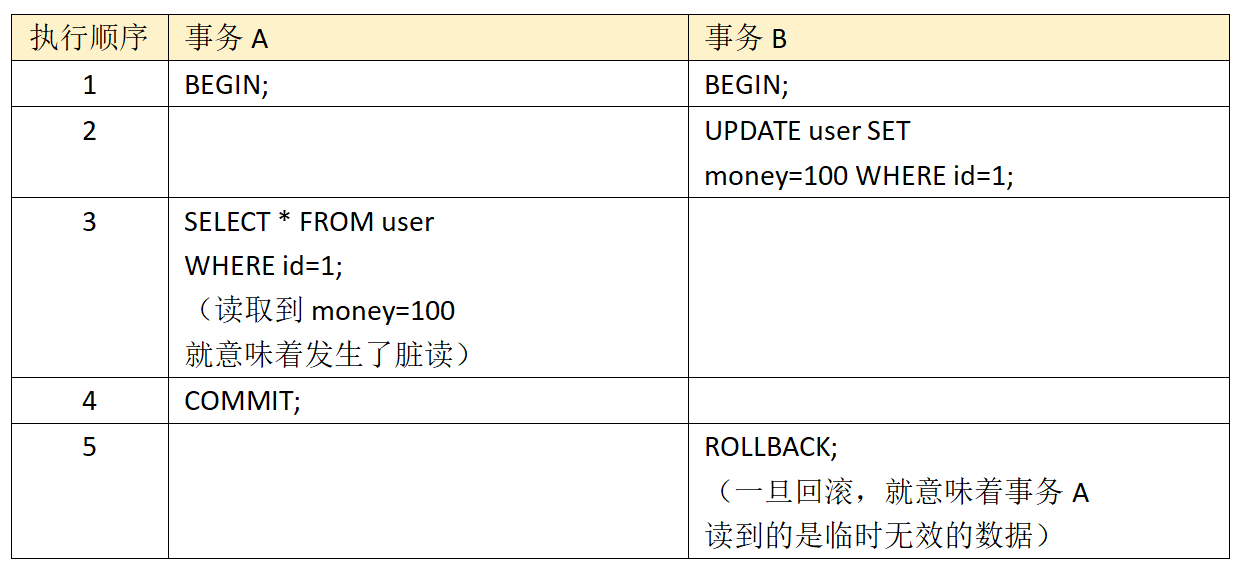 执行顺序 事务 A 事务 B
1 BEGIN; BEGIN;
2 UPDATE user SET
money=100 WHERE id=1;
3 SELECT * FROM user
WHERE id=1;
（读取到 money=100
就意味着发生了脏读）
4 COMMIT;
5 ROLLBACK;
（一旦回滚，就意味着事务 A
读到的是临时无效的数据）